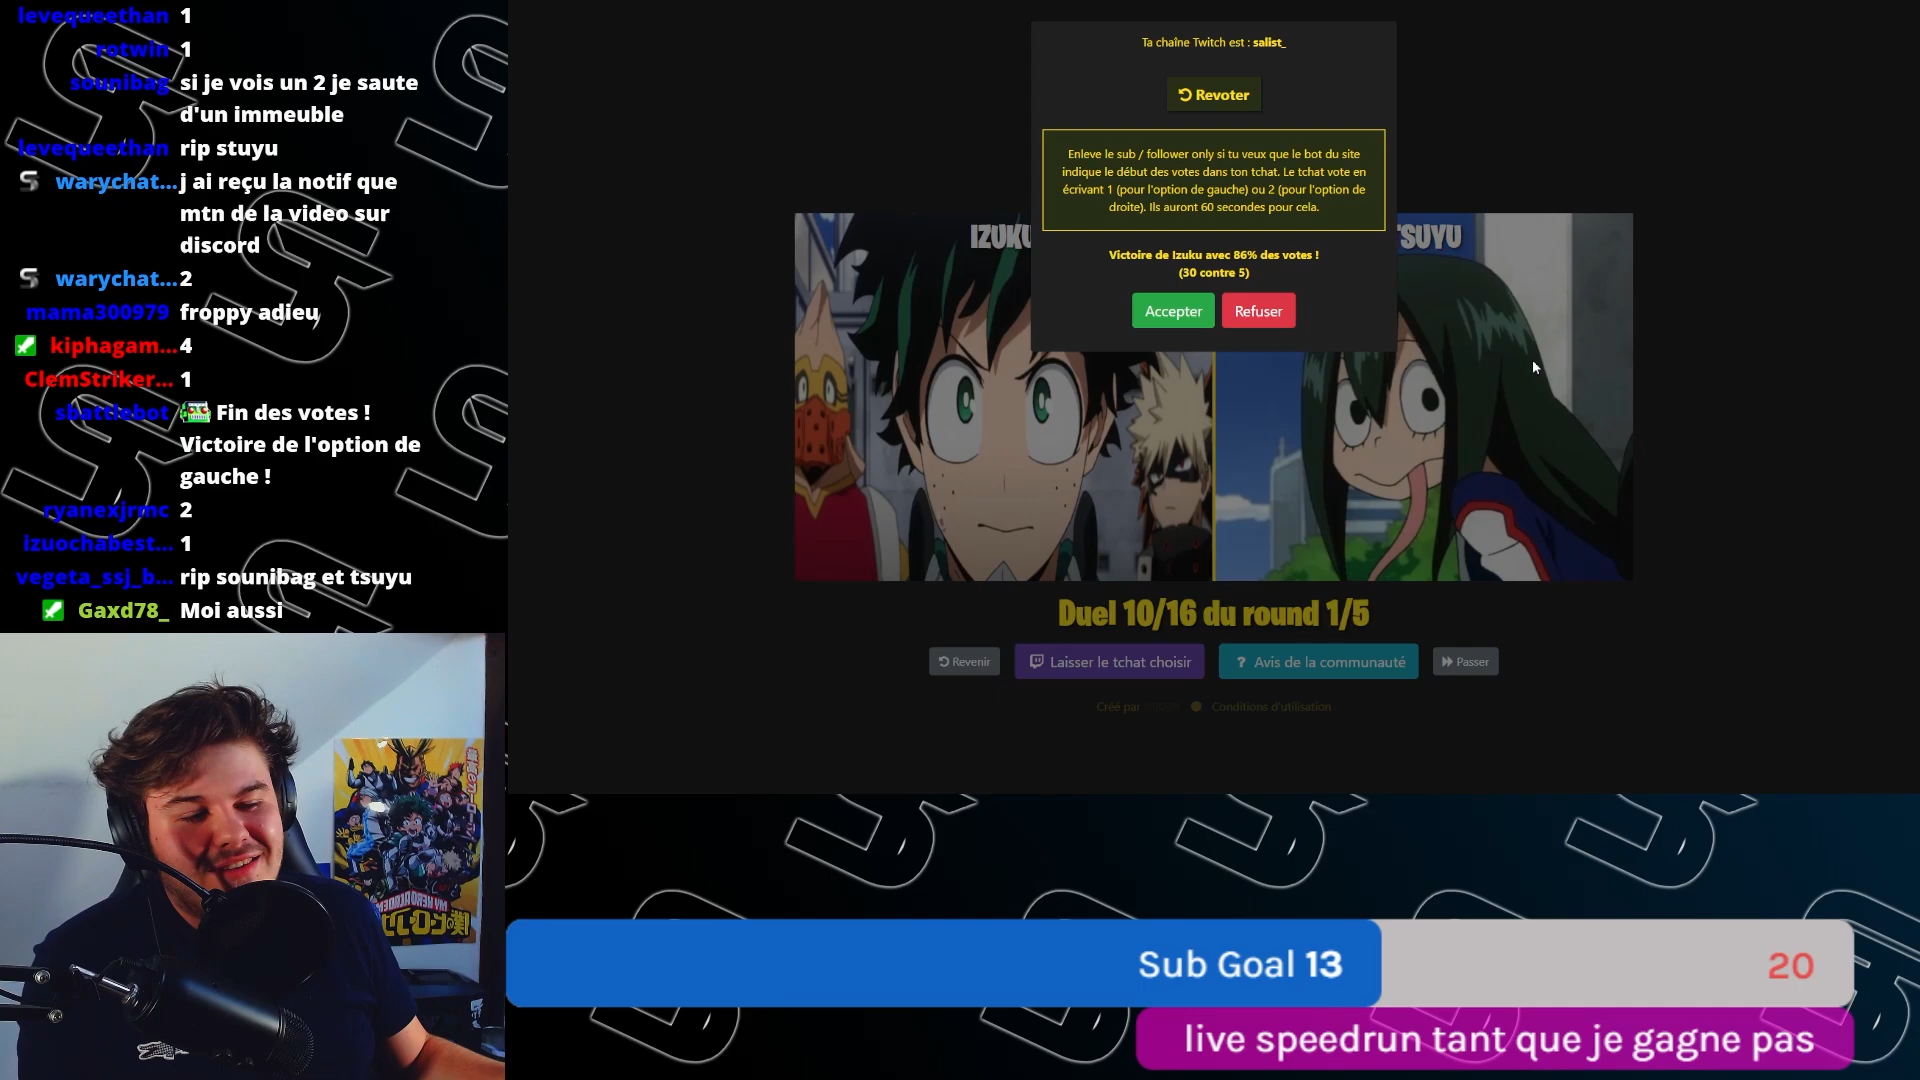 levequeethan 1
rotwin 1
sounibag si je vois un 2 je saute
d'un immeuble
levequeethan rip stuyu
warychat... j ai reçu la notif que
mtn de la video sur
discord
warychat... 2
mama300979 froppy adieu
kiphagam... 4
ClemStriker... 1
sbattlebot Fin des votes !
Victoire de l'option de
gauche !
ryanexjrmc 2
izuochabest... 1
vegeta_ssj_b... rip sounibag et tsuyu
Gaxd78_ Moi aussi
Ta chaîne Twitch est : salist_
Revoter
Enleve le sub / follower only si tu veux que le bot du site
indique le début des votes dans ton tchat. Le tchat vote en
écrivant 1 (pour l'option de gauche) ou 2 (pour l'option de
droite). Ils auront 60 secondes pour cela.
Victoire de Izuku avec 86% des votes !
(30 contre 5)
Accepter Refuser
IZUKU TSUYU
Duel 10/16 du round 1/5
Revenir Laisser le tchat choisir ? Avis de la communauté Passer
Créé par Conditions d'utilisation
MY HERO ACADEMIA
Sub Goal 13 20
live speedrun tant que je gagne pas